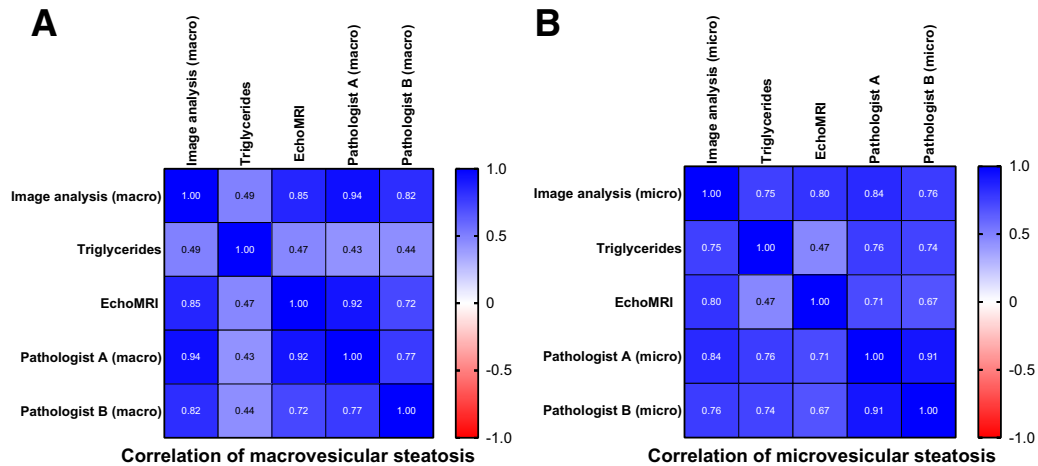 A
Image analysis (macro)
Triglycerides
EchoMRI
Pathologist A (macro)
Pathologist B (macro)
Image analysis (macro) 1.00 0.49 0.85 0.94 0.82
Triglycerides 0.49 1.00 0.47 0.43 0.44
EchoMRI 0.85 0.47 1.00 0.92 0.72
Pathologist A (macro) 0.94 0.43 0.92 1.00 0.77
Pathologist B (macro) 0.82 0.44 0.72 0.77 1.00
1.0
0.5
0
-0.5
-1.0
Correlation of macrovesicular steatosis
B
Image analysis (micro)
Triglycerides
EchoMRI
Pathologist A
Pathologist B (micro)
Image analysis (micro) 1.00 0.75 0.80 0.84 0.76
Triglycerides 0.75 1.00 0.47 0.76 0.74
EchoMRI 0.80 0.47 1.00 0.71 0.67
Pathologist A (micro) 0.84 0.76 0.71 1.00 0.91
Pathologist B (micro) 0.76 0.74 0.67 0.91 1.00
1.0
0.5
0
-0.5
-1.0
Correlation of microvesicular steatosis